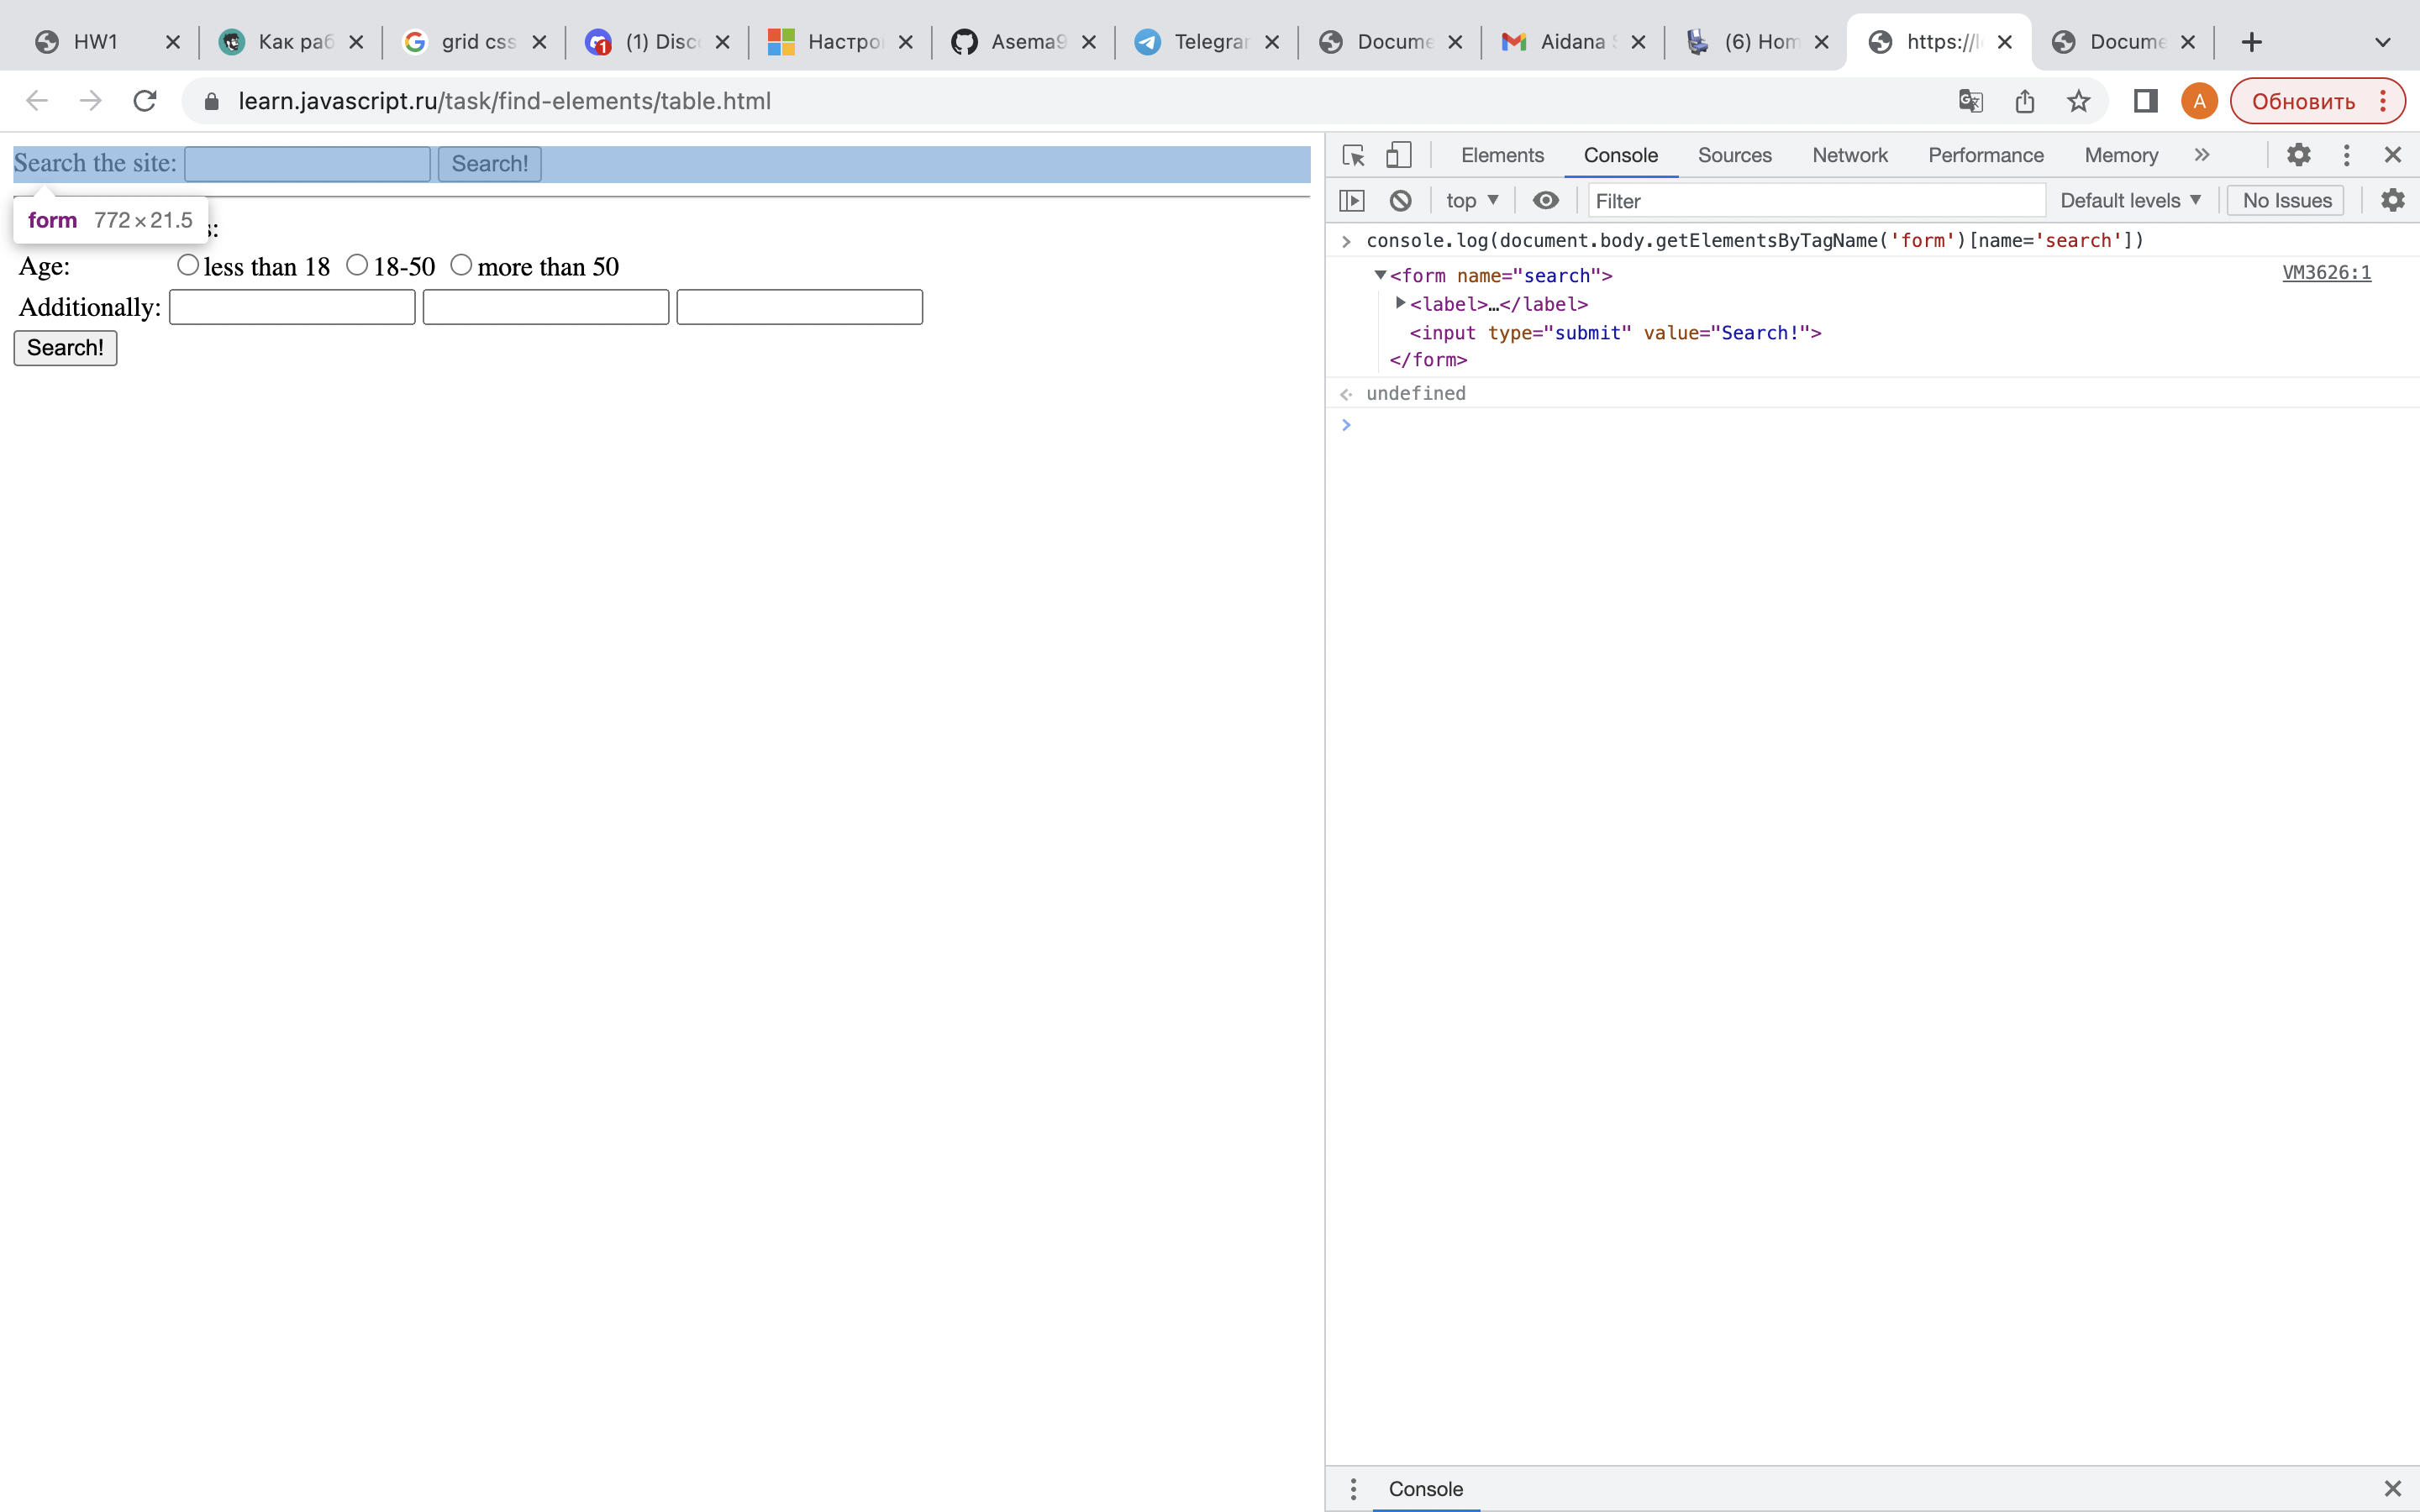 HW1
Как раб
grid css
(1) Disc
Настро
Asema9
Telegrar
Docume
Aidana
(6) Hom
https://l
Docume
learn.javascript.ru/task/find-elements/table.html
A
Обновить
Search the site:
Search!
form 772×21.5
s:
Age:
less than 18
18-50
more than 50
Additionally:
Search!
Elements
Console
Sources
Network
Performance
Memory
top
Filter
Default levels
No Issues
console.log(document.body.getElementsByTagName('form')[name='search'])
<form name="search">
VM3626:1
<label>…</label>
<input type="submit" value="Search!">
</form>
undefined
Console